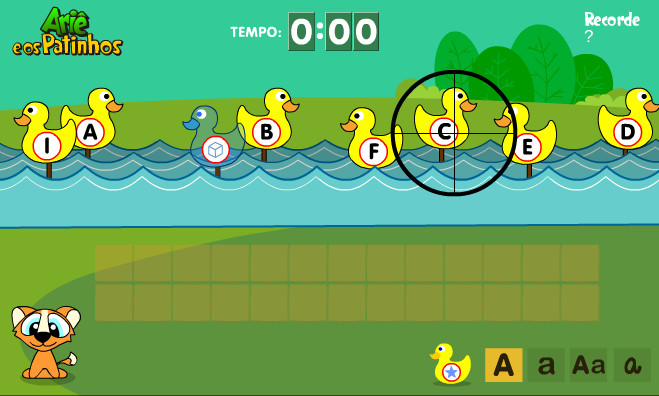 Arie
e os Patinhos
TEMPO: 0:00
Recorde
?
I A B F C E D
A a Aa a